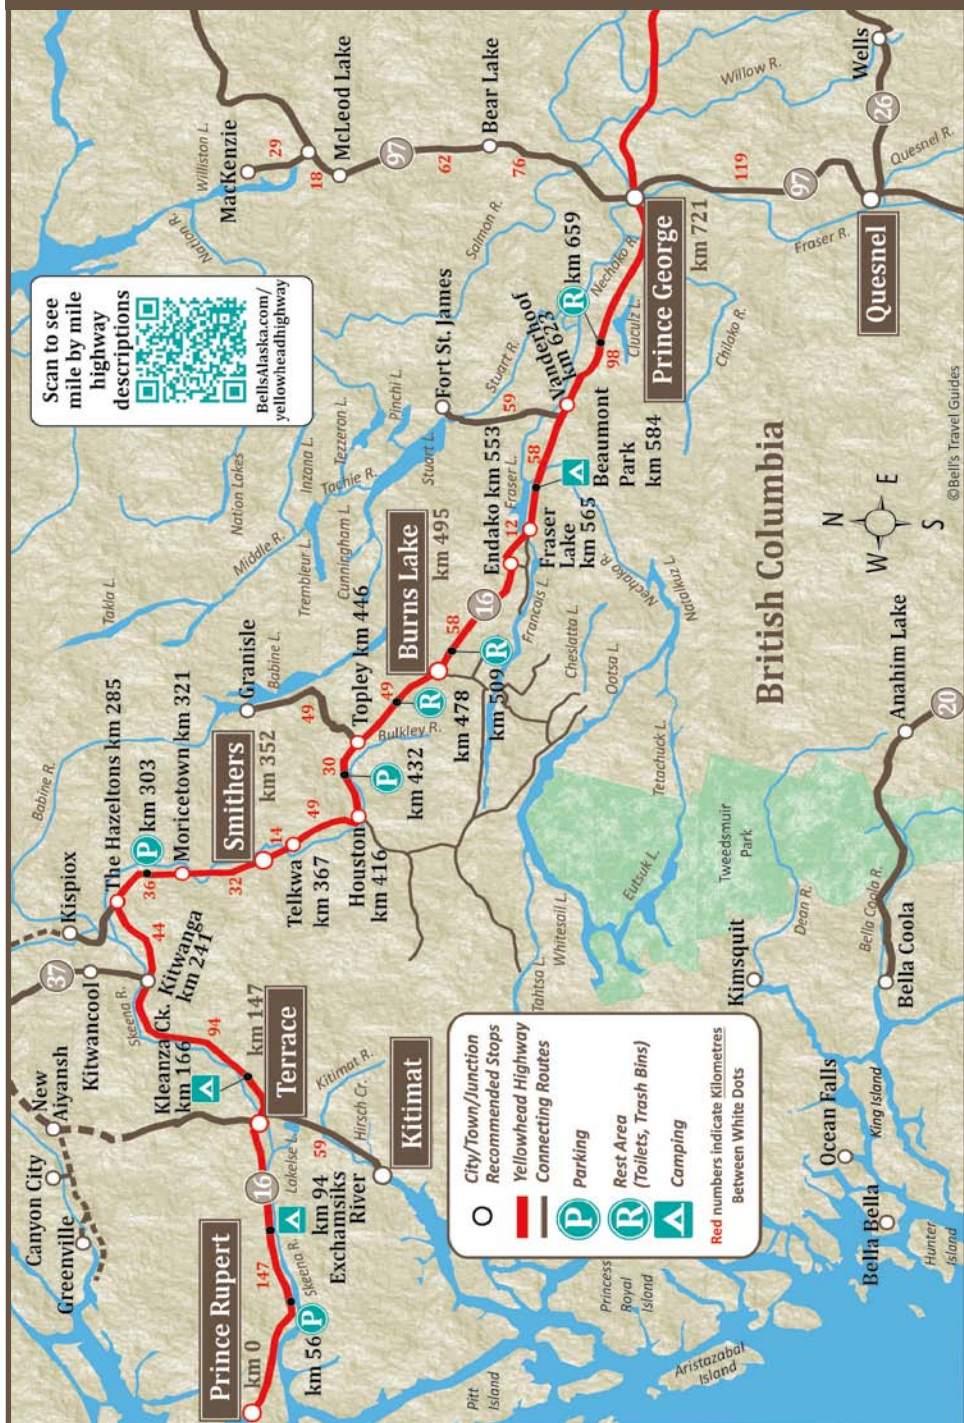 Scan to see
mile by mile
highway
descriptions
BellsAlaska.com/
yellowheadhighway
Canyon City
New
Aiyansh
Greenville
Kitwancool
37
Kispiox
Babine R.
The Hazeltons km 285
P km 303
36
Moricetown km 321
44
Kitwanga
km 241
Skeena R.
94
Kleanza Ck.
km 166
Terrace
km 147
Kitimat R.
Hirsch Cr.
Kitimat
59
Lakelse L.
16
km 94
Exchamsiks
River
Skeena R.
147
Prince Rupert
km 0
km 56 P
32
Smithers
km 352
14
Telkwa
km 367
49
Houston
km 416
30
P
km 432
Granisle
Babine L.
49
Topley km 446
Bulkley R.
49
R
km 478
Burns Lake
km 495
58
R
km 509
16
Takla L.
Middle R.
Nation Lakes
Inzana L.
Tezzeron L.
Pinchi L.
Tachie R.
Trembleur L.
Cunningham L.
Stuart L.
Fort St. James
Stuart R.
59
Endako km 553
12
Fraser L.
Fraser
Lake
km 565
58
Beaumont
Park
km 584
Vanderhoof
km 623
R km 659
98
Nechako R.
Cluculz L.
Prince George
km 721
Chilako R.
Salmon R.
Nation R.
Williston L.
MacKenzie
29
18
McLeod Lake
97
62
Bear Lake
76
Willow R.
Wells
26
119
97
Quesnel R.
Fraser R.
Quesnel
Francois L.
Cheslatta L.
Ootsa L.
Nechako R.
Natalkuz L.
Tetachuck L.
Eutsuk L.
Whitesail L.
Tahtsa L.
Tweedsmuir
Park
Kimsquit
Dean R.
Bella Coola R.
Bella Coola
Anahim Lake
20
British Columbia
N
W E
S
Ocean Falls
King Island
Bella Bella
Hunter
Island
Princess
Royal
Island
Aristazabal
Island
Pitt
Island
City/Town/Junction
Recommended Stops
Yellowhead Highway
Connecting Routes
P Parking
R Rest Area
(Toilets, Trash Bins)
Camping
Red numbers indicate Kilometres
Between White Dots
©Bell's Travel Guides